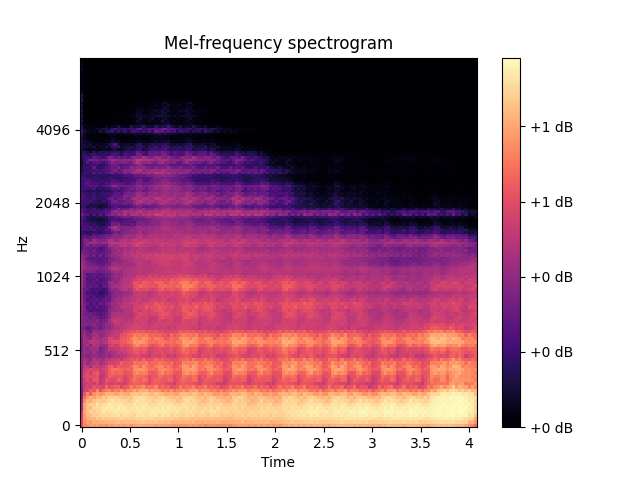 Mel-frequency spectrogram
Hz
4096
2048
1024
512
0
0
0.5
1
1.5
2
2.5
3
3.5
4
Time
+1 dB
+1 dB
+0 dB
+0 dB
+0 dB